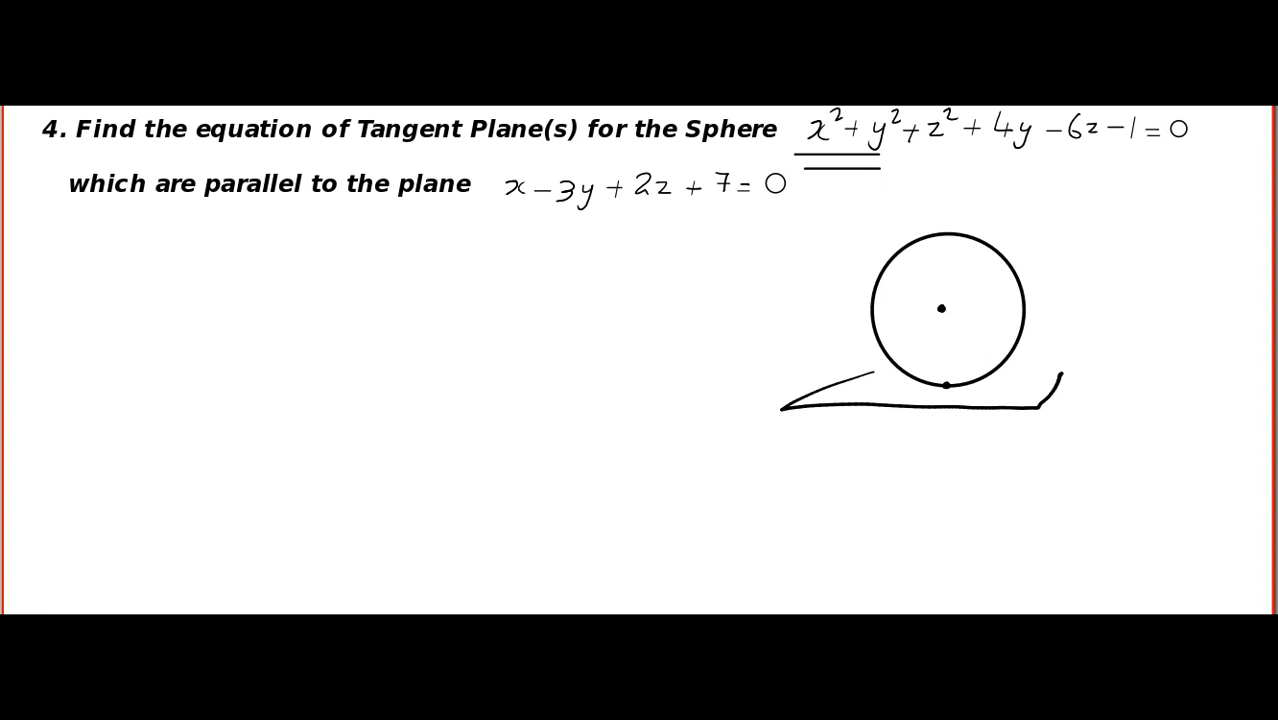 4. Find the equation of Tangent Plane(s) for the Sphere x² + y² + z² + 4y - 6z - 1 = 0
which are parallel to the plane x - 3y + 2z + 7 = 0